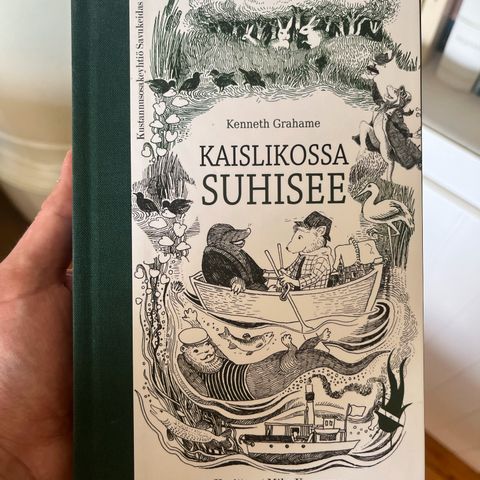 Kustannusosakeyhtiö Savukeidas
Kenneth Grahame
KAISLIKOSSA
SUHISEE